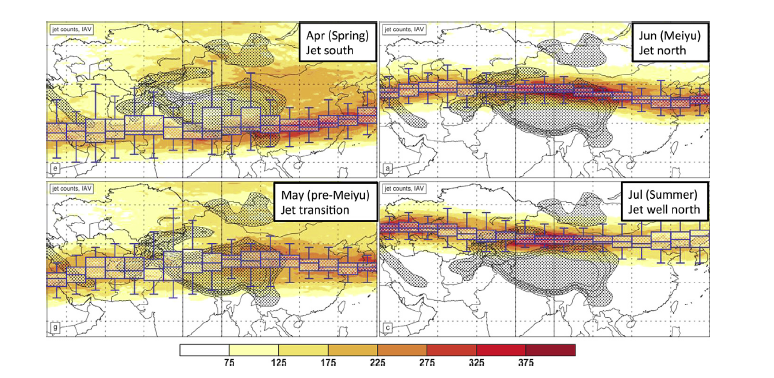 jet counts, IAV
Apr (Spring)
Jet south
e
jet counts, IAV
Jun (Meiyu)
Jet north
a
jet counts, IAV
May (pre-Meiyu)
Jet transition
g
jet counts, IAV
Jul (Summer)
Jet well north
c
75 125 175 225 275 325 375